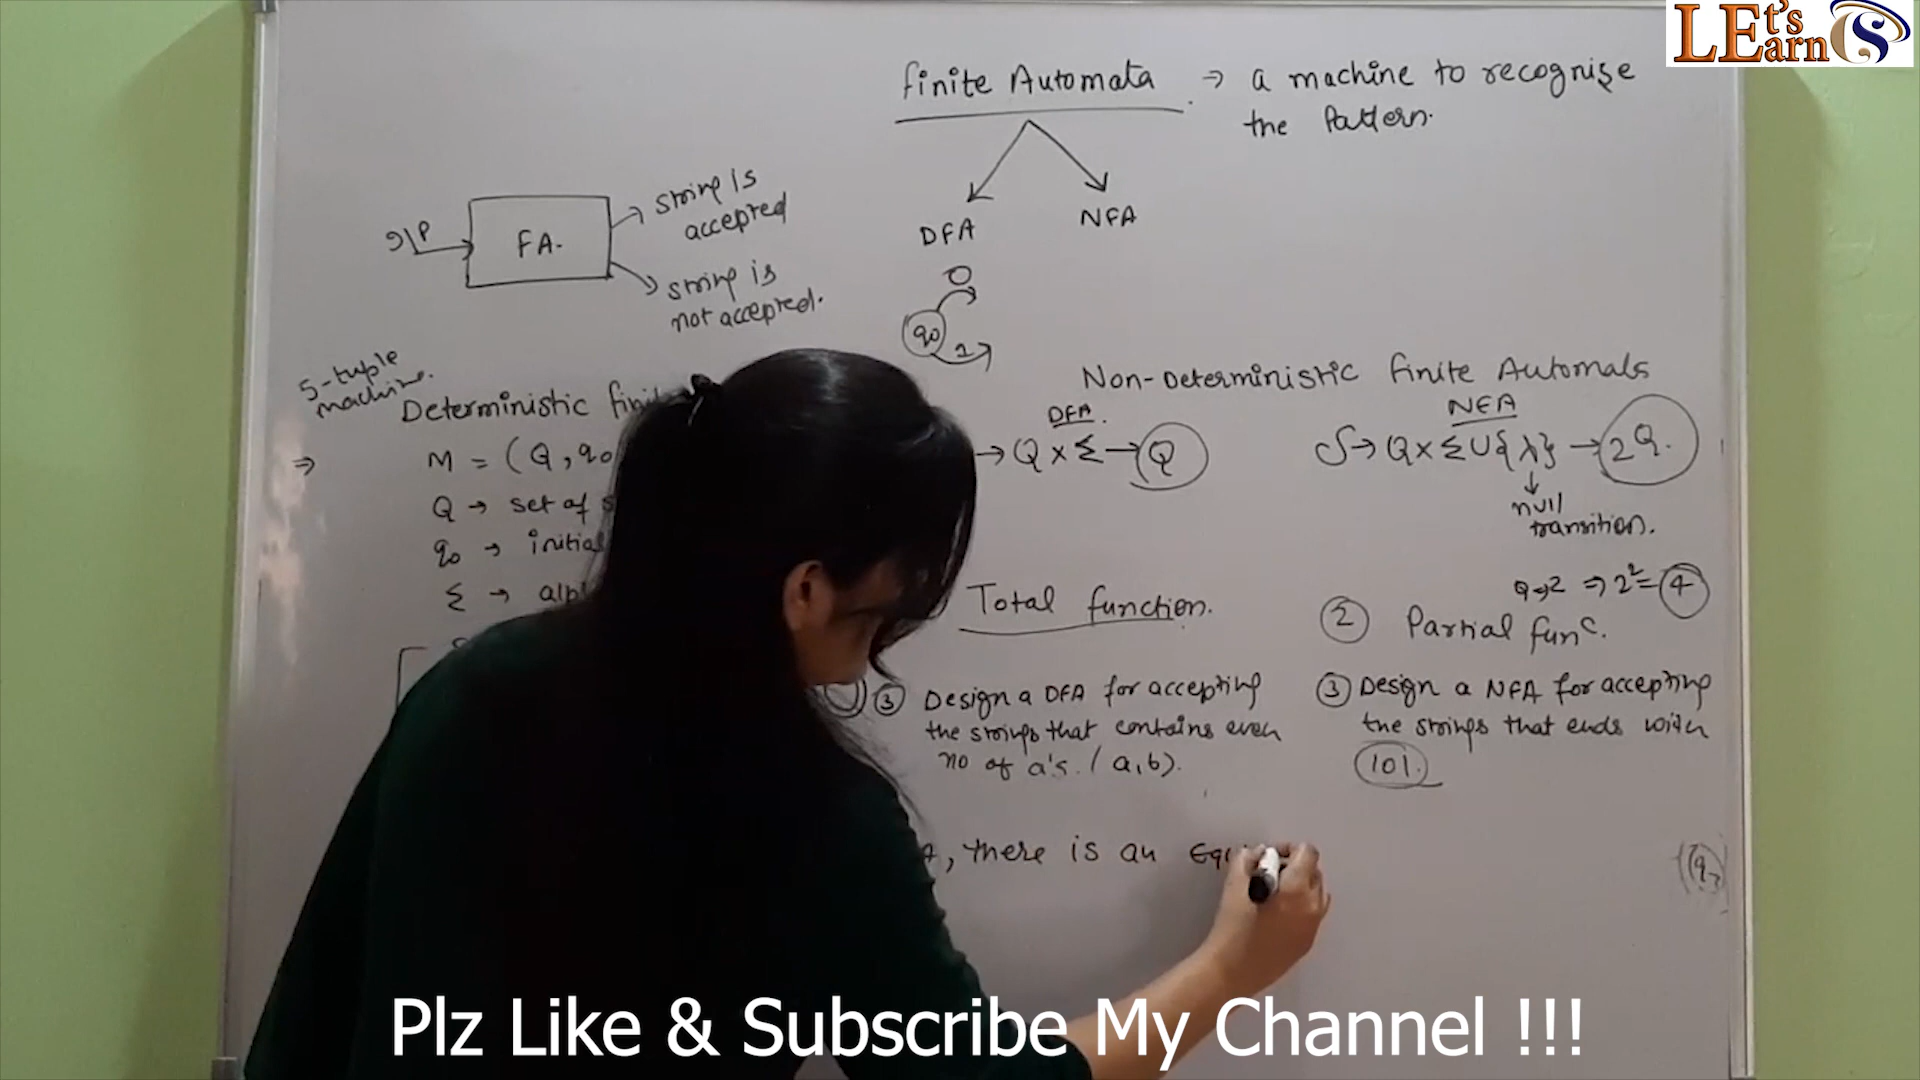 LEt's
Earn
finite Automata → a machine to recognise
the Pattern.
DFA
NFA
I/P
FA.
string is
accepted
string is
not accepted.
0
q0
1
5-tuple
machine.
Deterministic fini
⇒ M = (Q, q0
Q → set of s
q0 → initial
Σ → alp
Non-Deterministic finite Automata
DFA.
→ Q × Σ → Q
NFA
δ → Q × Σ ∪ {λ} → 2Q.
↓
null
transition.
Q→2 ⇒ 2²= 4
Total function.
② Partial func.
③ Design a DFA for accepting
the strings that contains even
no of a's. (a,b).
③ Design a NFA for accepting
the strings that ends with
101.
, there is an Equi
Plz Like & Subscribe My Channel !!!